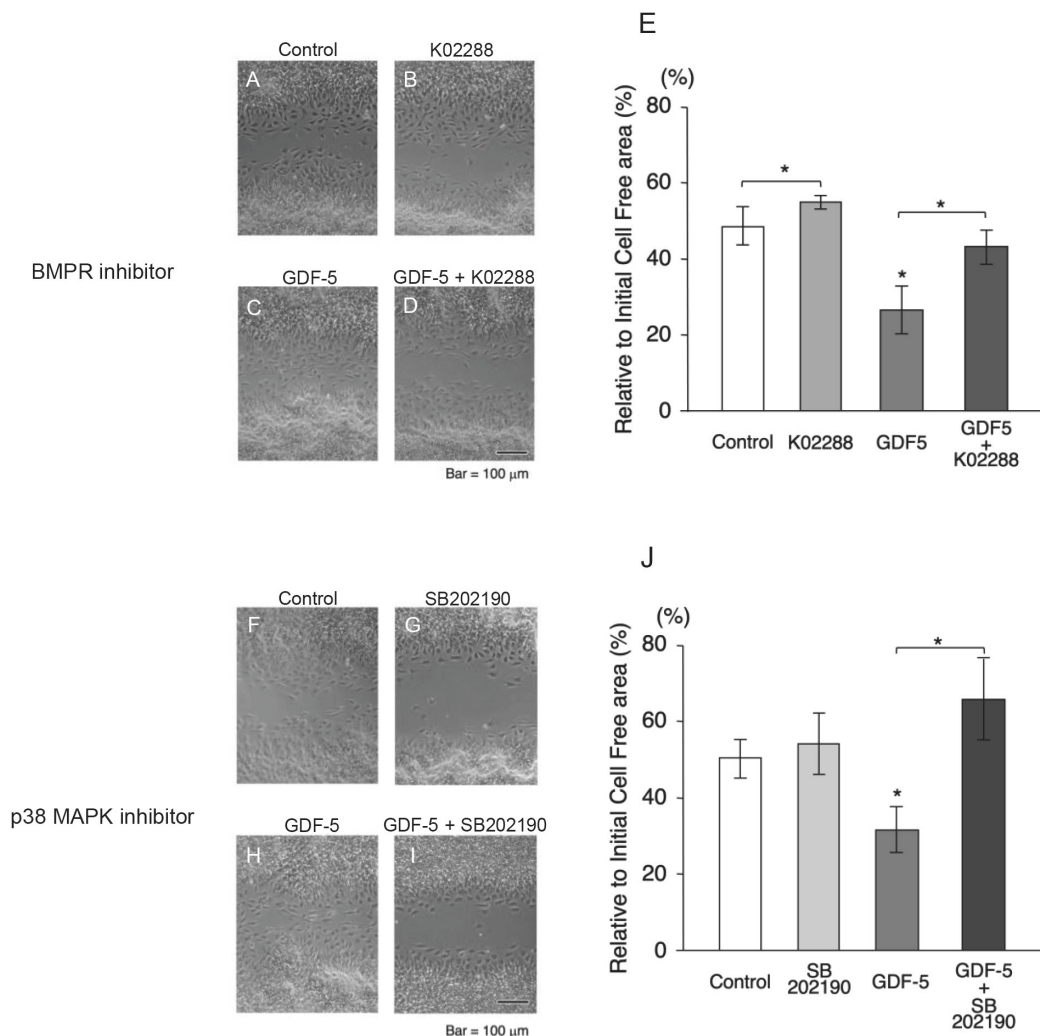 Control
K02288
A
B
BMPR inhibitor
GDF-5
GDF-5 + K02288
C
D
Bar = 100 μm
E
(%)
Relative to Initial Cell Free area (%)
80
60
40
20
0
*
*
*
Control
K02288
GDF5
GDF5
+
K02288
Control
SB202190
F
G
p38 MAPK inhibitor
GDF-5
GDF-5 + SB202190
H
I
Bar = 100 μm
J
(%)
Relative to Initial Cell Free area (%)
80
60
40
20
0
*
*
Control
SB
202190
GDF-5
GDF-5
+
SB
202190